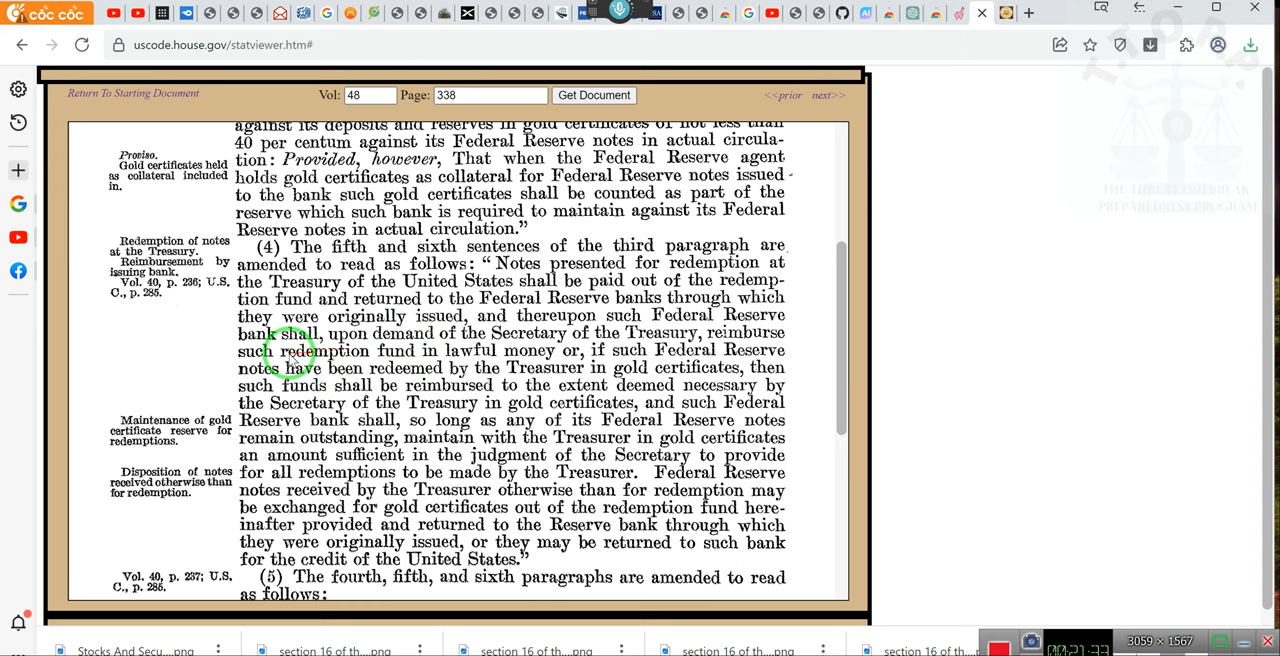 cốc cốc
uscode.house.gov/statviewer.htm#
Return To Starting Document
Vol: 48 Page: 338 Get Document
<<prior next>>
against its deposits and reserves in gold certificates of not less than
40 per centum against its Federal Reserve notes in actual circula-
tion: Provided, however, That when the Federal Reserve agent
holds gold certificates as collateral for Federal Reserve notes issued
to the bank such gold certificates shall be counted as part of the
reserve which such bank is required to maintain against its Federal
Reserve notes in actual circulation.”
Proviso.
Gold certificates held
as collateral included
in.
(4) The fifth and sixth sentences of the third paragraph are
amended to read as follows: “ Notes presented for redemption at
the Treasury of the United States shall be paid out of the redemp-
tion fund and returned to the Federal Reserve banks through which
they were originally issued, and thereupon such Federal Reserve
bank shall, upon demand of the Secretary of the Treasury, reimburse
such redemption fund in lawful money or, if such Federal Reserve
notes have been redeemed by the Treasurer in gold certificates, then
such funds shall be reimbursed to the extent deemed necessary by
the Secretary of the Treasury in gold certificates, and such Federal
Reserve bank shall, so long as any of its Federal Reserve notes
remain outstanding, maintain with the Treasurer in gold certificates
an amount sufficient in the judgment of the Secretary to provide
for all redemptions to be made by the Treasurer. Federal Reserve
notes received by the Treasurer otherwise than for redemption may
be exchanged for gold certificates out of the redemption fund here-
inafter provided and returned to the Reserve bank through which
they were originally issued, or they may be returned to such bank
for the credit of the United States.”
Redemption of notes
at the Treasury.
Reimbursement by
issuing bank.
Vol. 40, p. 236; U.S.
C., p. 285.
Maintenance of gold
certificate reserve for
redemptions.
Disposition of notes
received otherwise than
for redemption.
(5) The fourth, fifth, and sixth paragraphs are amended to read
as follows:
Vol. 40, p. 237; U.S.
C., p. 285.
T.T.O.R.P.
THE TIME OF
PREPAREDNESS PROGRAM
Stocks And Secu....png
section 16 of th....png
section 16 of th....png
section 16 of th....png
section 16 of th....png
00:21:33
3059 × 1567